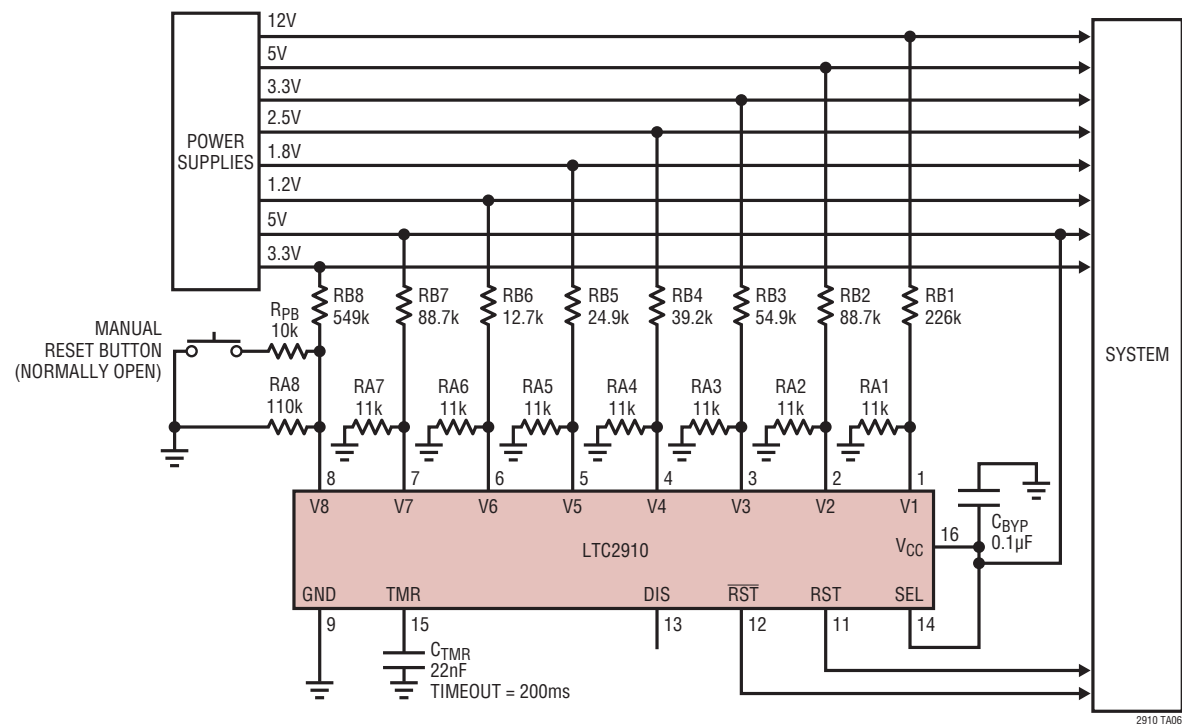 12V
5V
3.3V
2.5V
1.8V
1.2V
5V
3.3V
POWER
SUPPLIES
SYSTEM
MANUAL
RESET BUTTON
(NORMALLY OPEN)
RPB
10k
RB8
549k
RB7
88.7k
RB6
12.7k
RB5
24.9k
RB4
39.2k
RB3
54.9k
RB2
88.7k
RB1
226k
RA8
110k
RA7
11k
RA6
11k
RA5
11k
RA4
11k
RA3
11k
RA2
11k
RA1
11k
8
7
6
5
4
3
2
1
V8
V7
V6
V5
V4
V3
V2
V1
LTC2910
VCC
16
CBYP
0.1µF
GND
TMR
DIS
RST
RST
SEL
9
15
13
12
11
14
CTMR
22nF
TIMEOUT = 200ms
2910 TA06